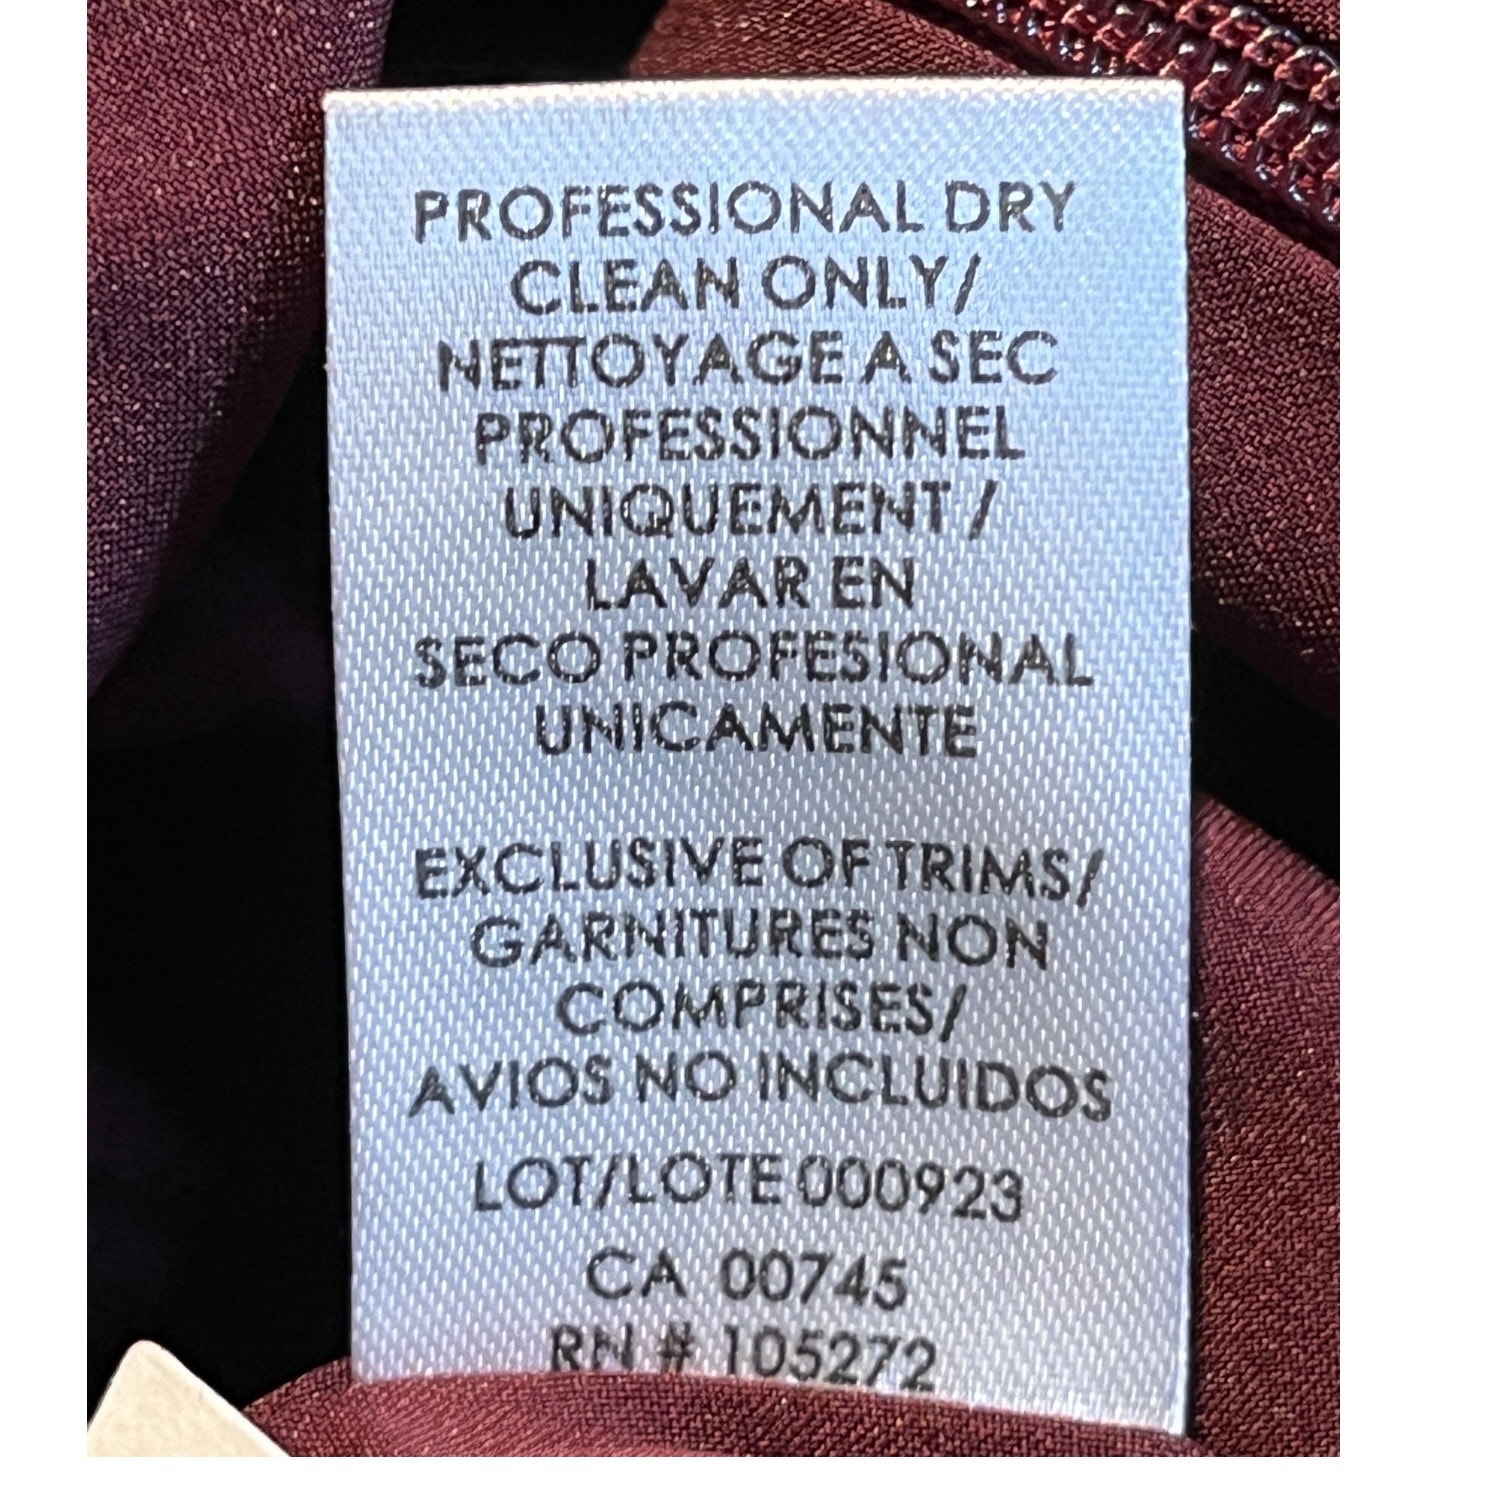 PROFESSIONAL DRY
CLEAN ONLY/
NETTOYAGE A SEC
PROFESSIONNEL
UNIQUEMENT /
LAVAR EN
SECO PROFESIONAL
UNICAMENTE
EXCLUSIVE OF TRIMS/
GARNITURES NON
COMPRISES/
AVIOS NO INCLUIDOS
LOT/LOTE 000923
CA 00745
RN # 105272